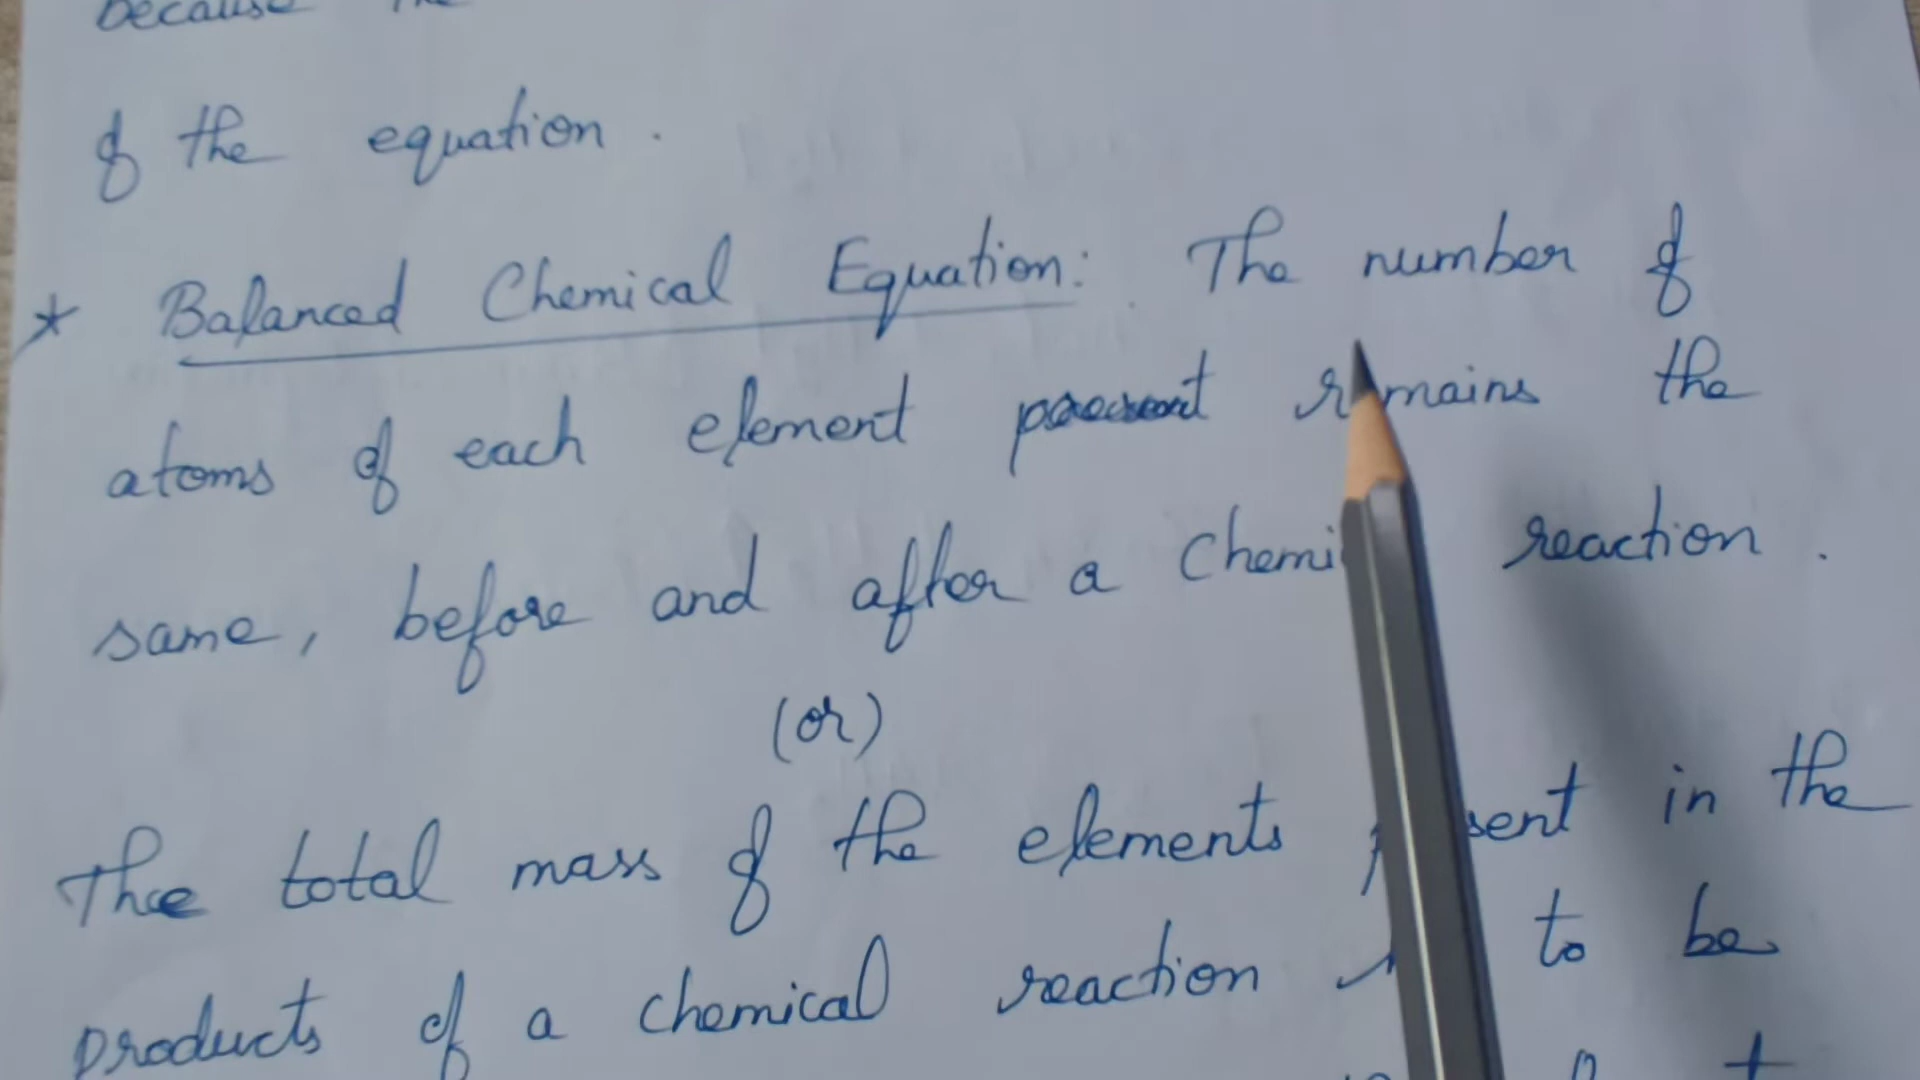 because the
of the equation.
* Balanced Chemical Equation: The number of
atoms of each element present remains the
same, before and after a chemi reaction.
(or)
The total mass of the elements sent in the
products of a chemical reaction to be